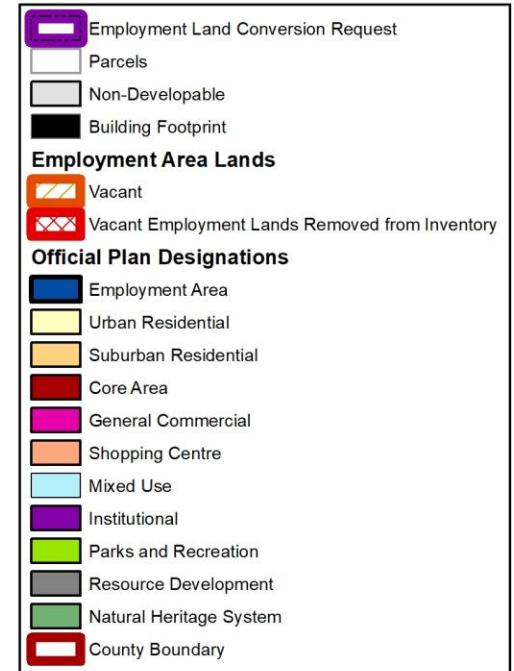 Employment Land Conversion Request
Parcels
Non-Developable
Building Footprint
Employment Area Lands
Vacant
Vacant Employment Lands Removed from Inventory
Official Plan Designations
Employment Area
Urban Residential
Suburban Residential
Core Area
General Commercial
Shopping Centre
Mixed Use
Institutional
Parks and Recreation
Resource Development
Natural Heritage System
County Boundary